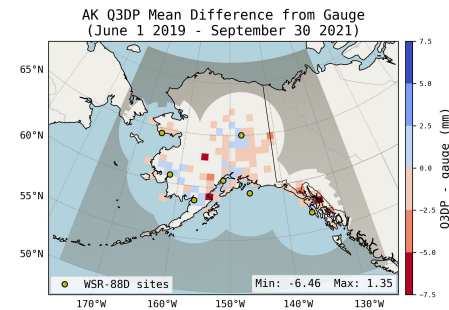 AK Q3DP Mean Difference from Gauge
(June 1 2019 - September 30 2021)
65°N
60°N
55°N
50°N
170°W
160°W
150°W
140°W
130°W
WSR-88D sites
Min: -6.46 Max: 1.35
7.5
5.0
2.5
0.0
-2.5
-5.0
-7.5
Q3DP - gauge (mm)